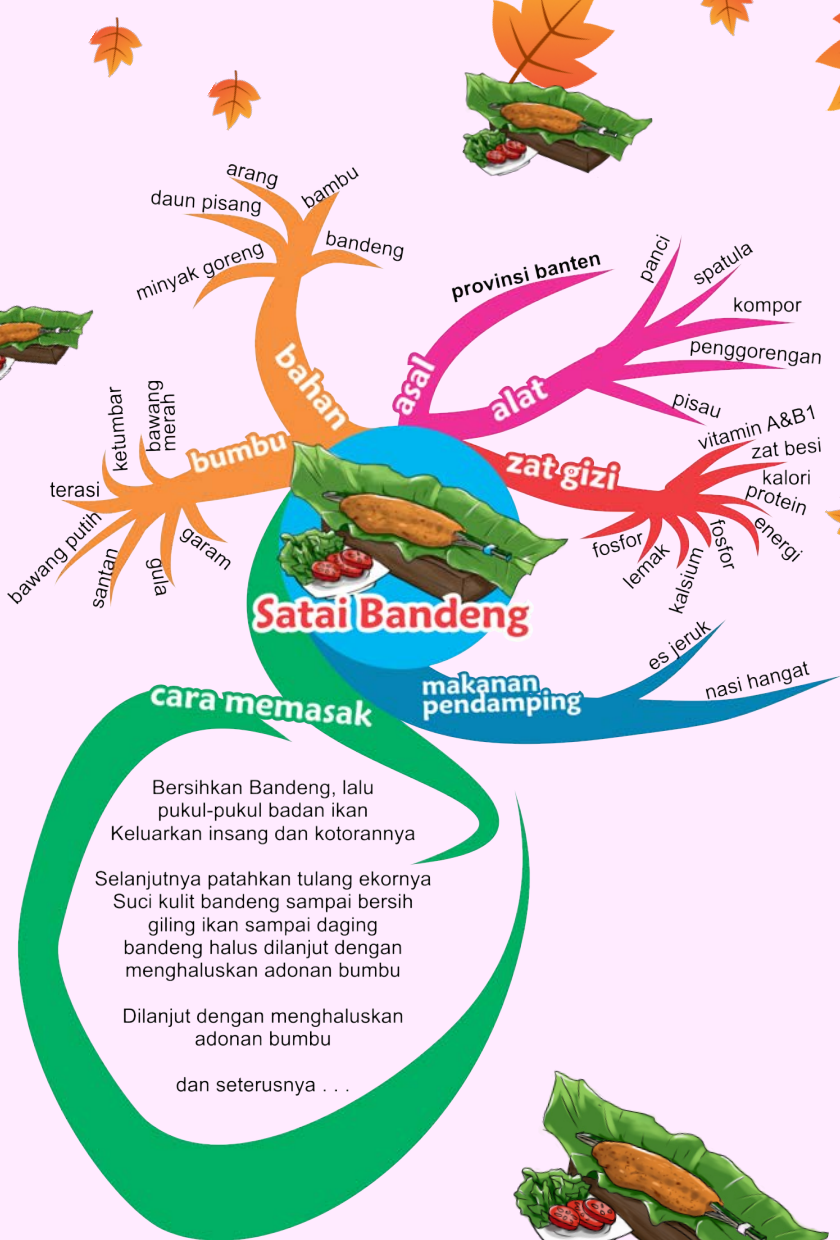 arang
bambu
daun pisang
bandeng
minyak goreng
bahan
provinsi banten
asal
panci
spatula
kompor
penggorengan
pisau
alat
bumbu
ketumbar
bawang
merah
terasi
bawang putih
santan
gula
garam
zat gizi
vitamin A&B1
zat besi
kalori
protein
energi
fosfor
kalsium
lemak
fosfor
Satai Bandeng
makanan
pendamping
es jeruk
nasi hangat
cara memasak
Bersihkan Bandeng, lalu
pukul-pukul badan ikan
Keluarkan insang dan kotorannya
Selanjutnya patahkan tulang ekornya
Suci kulit bandeng sampai bersih
giling ikan sampai daging
bandeng halus dilanjut dengan
menghaluskan adonan bumbu
Dilanjut dengan menghaluskan
adonan bumbu
dan seterusnya . . .